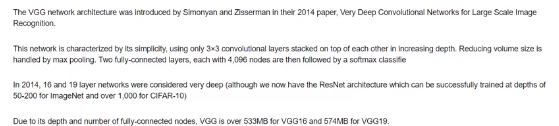 The VGG network architecture was introduced by Simonyan and Zisserman in their 2014 paper, Very Deep Convolutional Networks for Large Scale Image
Recognition.
This network is characterized by its simplicity, using only 3×3 convolutional layers stacked on top of each other in increasing depth. Reducing volume size is
handled by max pooling. Two fully-connected layers, each with 4,096 nodes are then followed by a softmax classifie
In 2014, 16 and 19 layer networks were considered very deep (although we now have the ResNet architecture which can be successfully trained at depths of
50-200 for ImageNet and over 1,000 for CIFAR-10)
Due to its depth and number of fully-connected nodes, VGG is over 533MB for VGG16 and 574MB for VGG19.